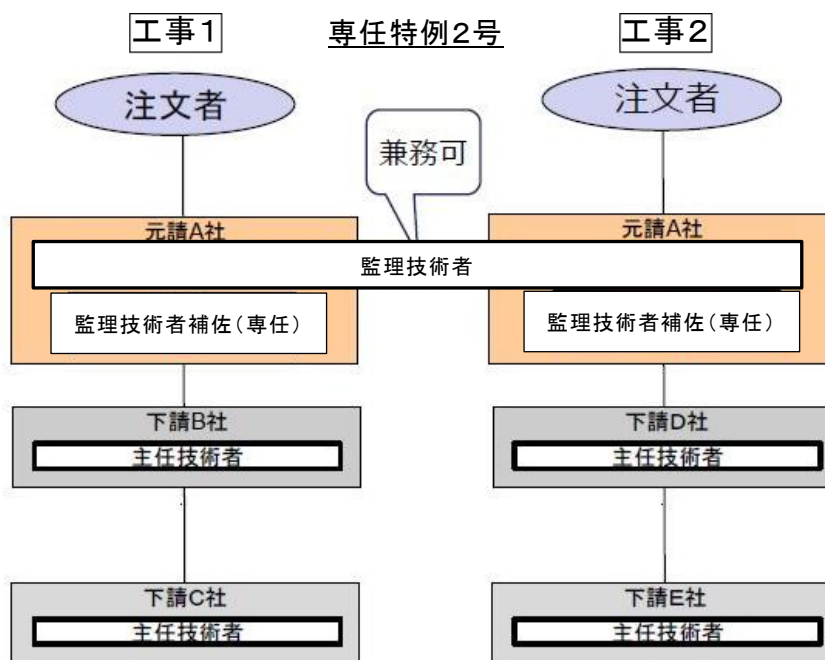 工事1
専任特例2号
工事2
注文者
注文者
兼務可
元請A社
元請A社
監理技術者
監理技術者補佐（専任）
監理技術者補佐（専任）
下請B社
主任技術者
下請D社
主任技術者
下請C社
主任技術者
下請E社
主任技術者